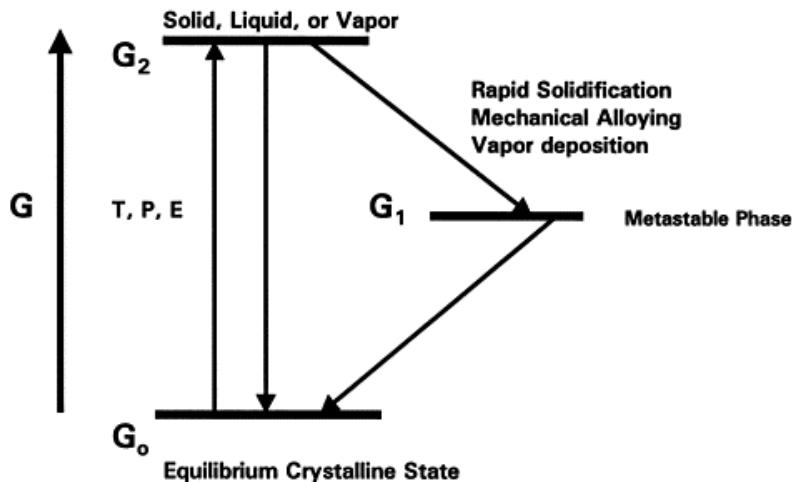 Solid, Liquid, or Vapor
G₂
Rapid Solidification
Mechanical Alloying
Vapor deposition
G
T, P, E
G₁
Metastable Phase
Gₒ
Equilibrium Crystalline State